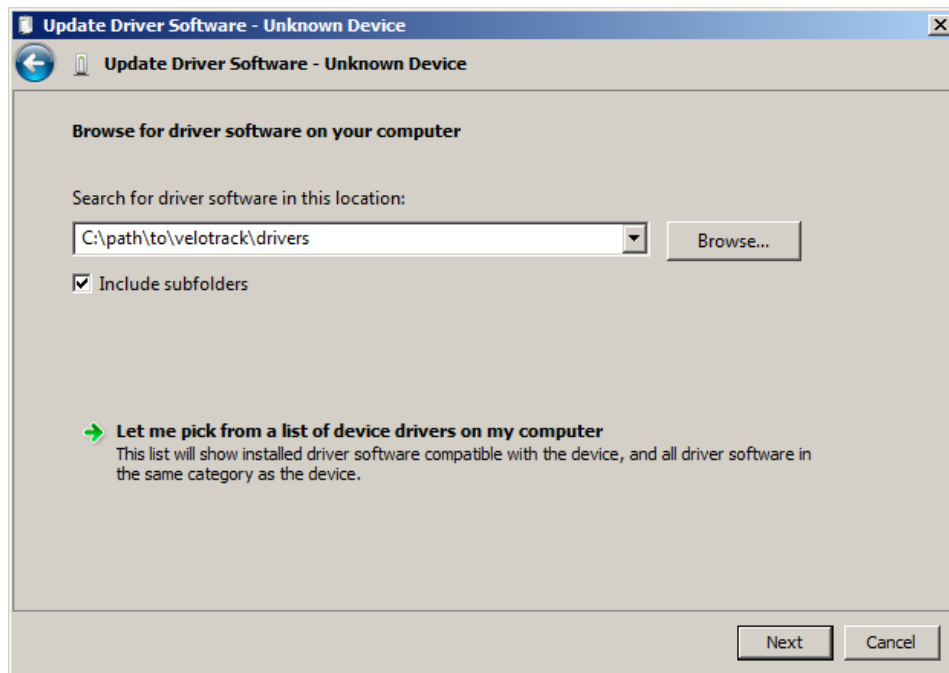 Update Driver Software - Unknown Device
Update Driver Software - Unknown Device
Browse for driver software on your computer
Search for driver software in this location:
C:\path\to\velotrack\drivers
Browse...
Include subfolders
Let me pick from a list of device drivers on my computer
This list will show installed driver software compatible with the device, and all driver software in
the same category as the device.
Next
Cancel